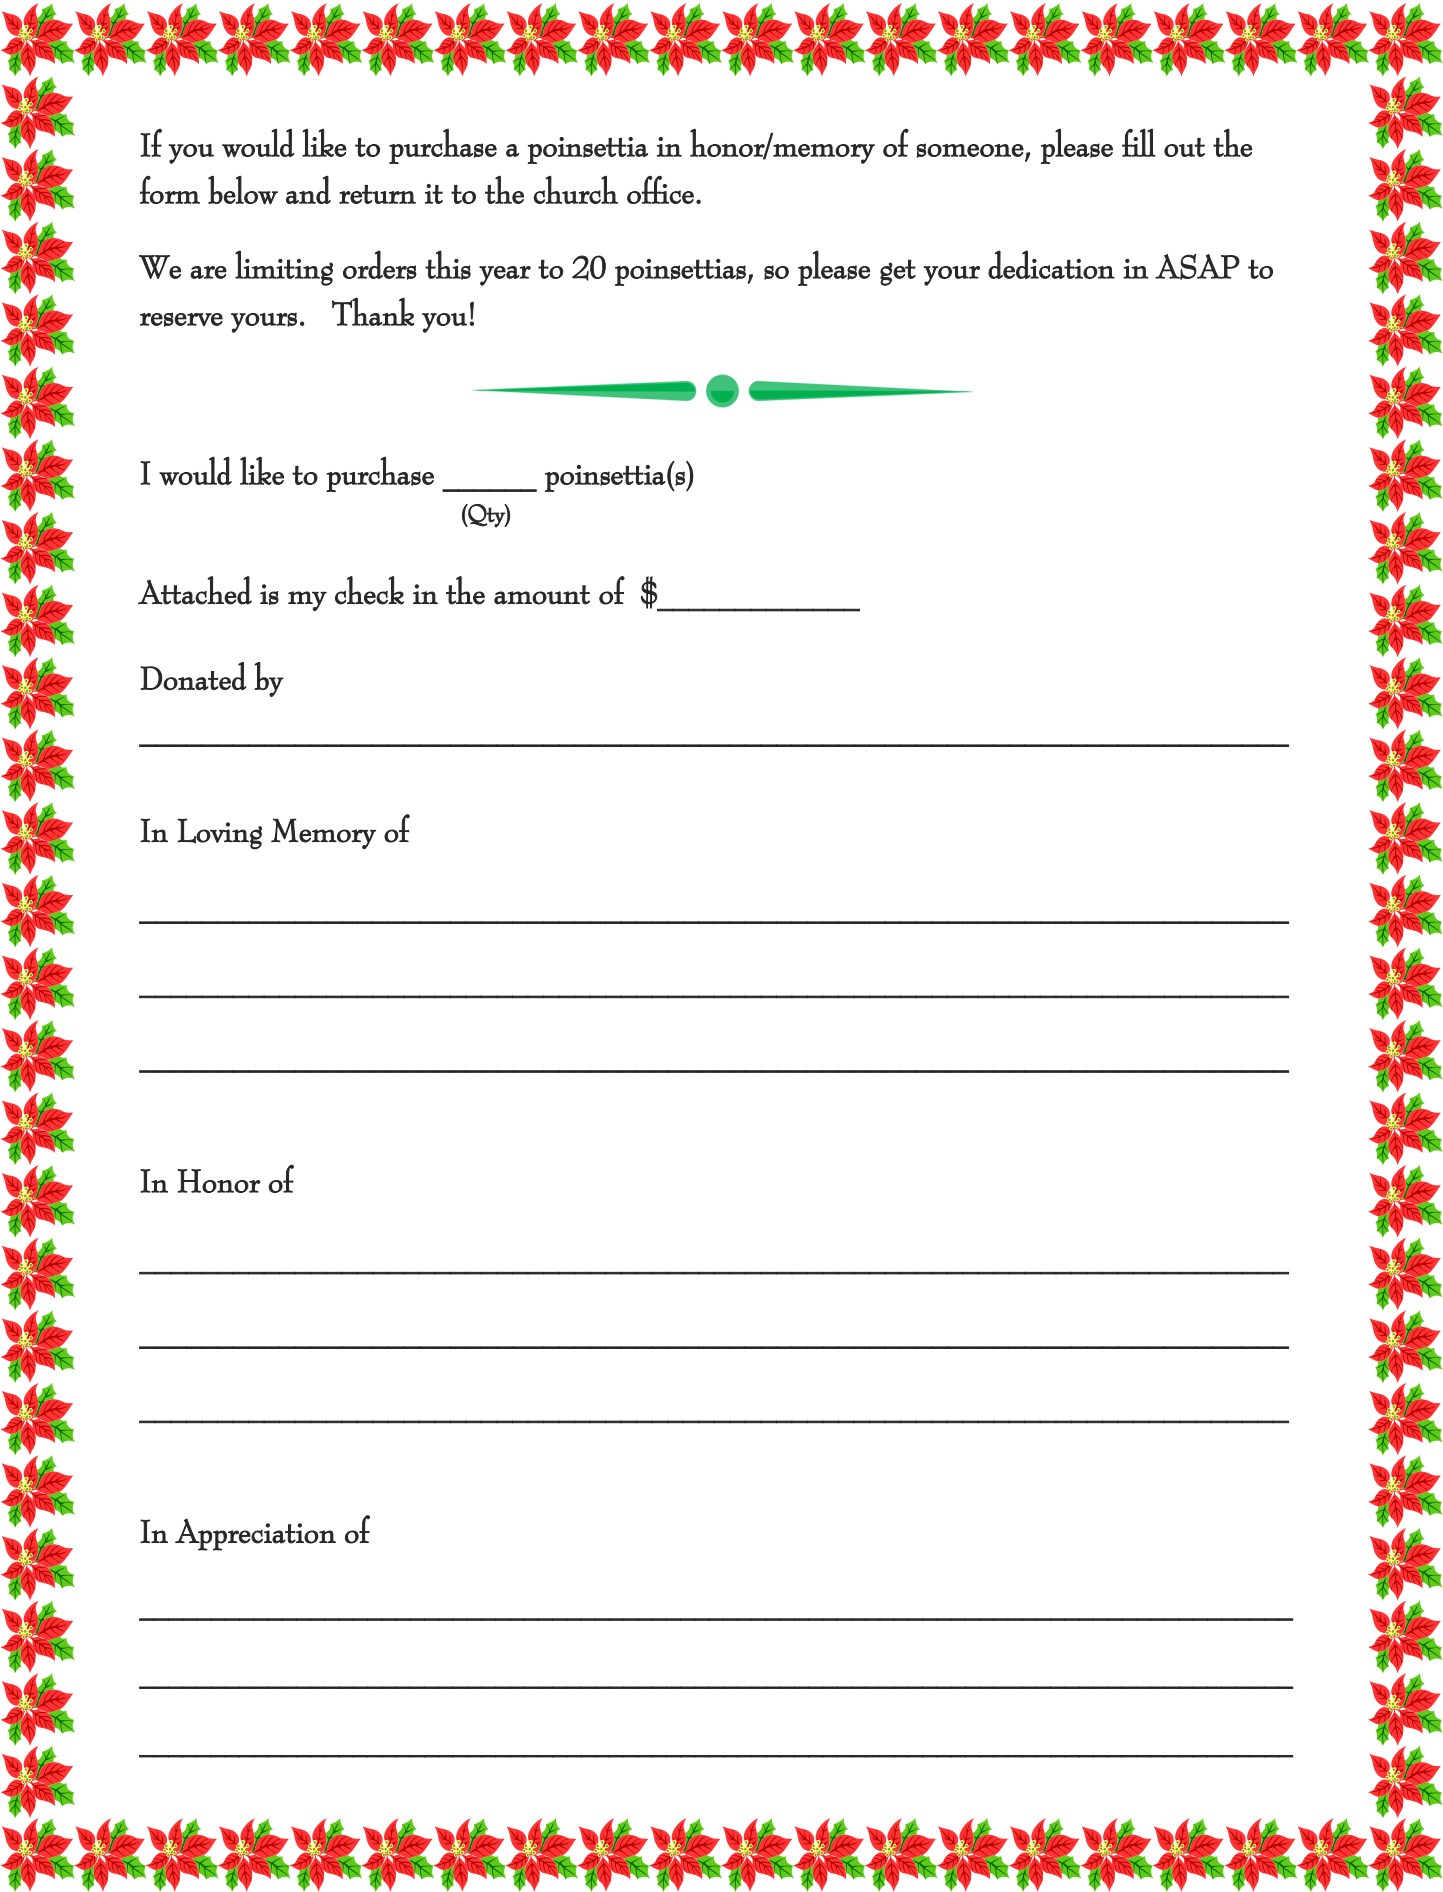 If you would like to purchase a poinsettia in honor/memory of someone, please fill out the
form below and return it to the church office.
We are limiting orders this year to 20 poinsettias, so please get your dedication in ASAP to
reserve yours.   Thank you!
I would like to purchase ______ poinsettia(s)
(Qty)
Attached is my check in the amount of  $_____________
Donated by
In Loving Memory of
In Honor of
In Appreciation of